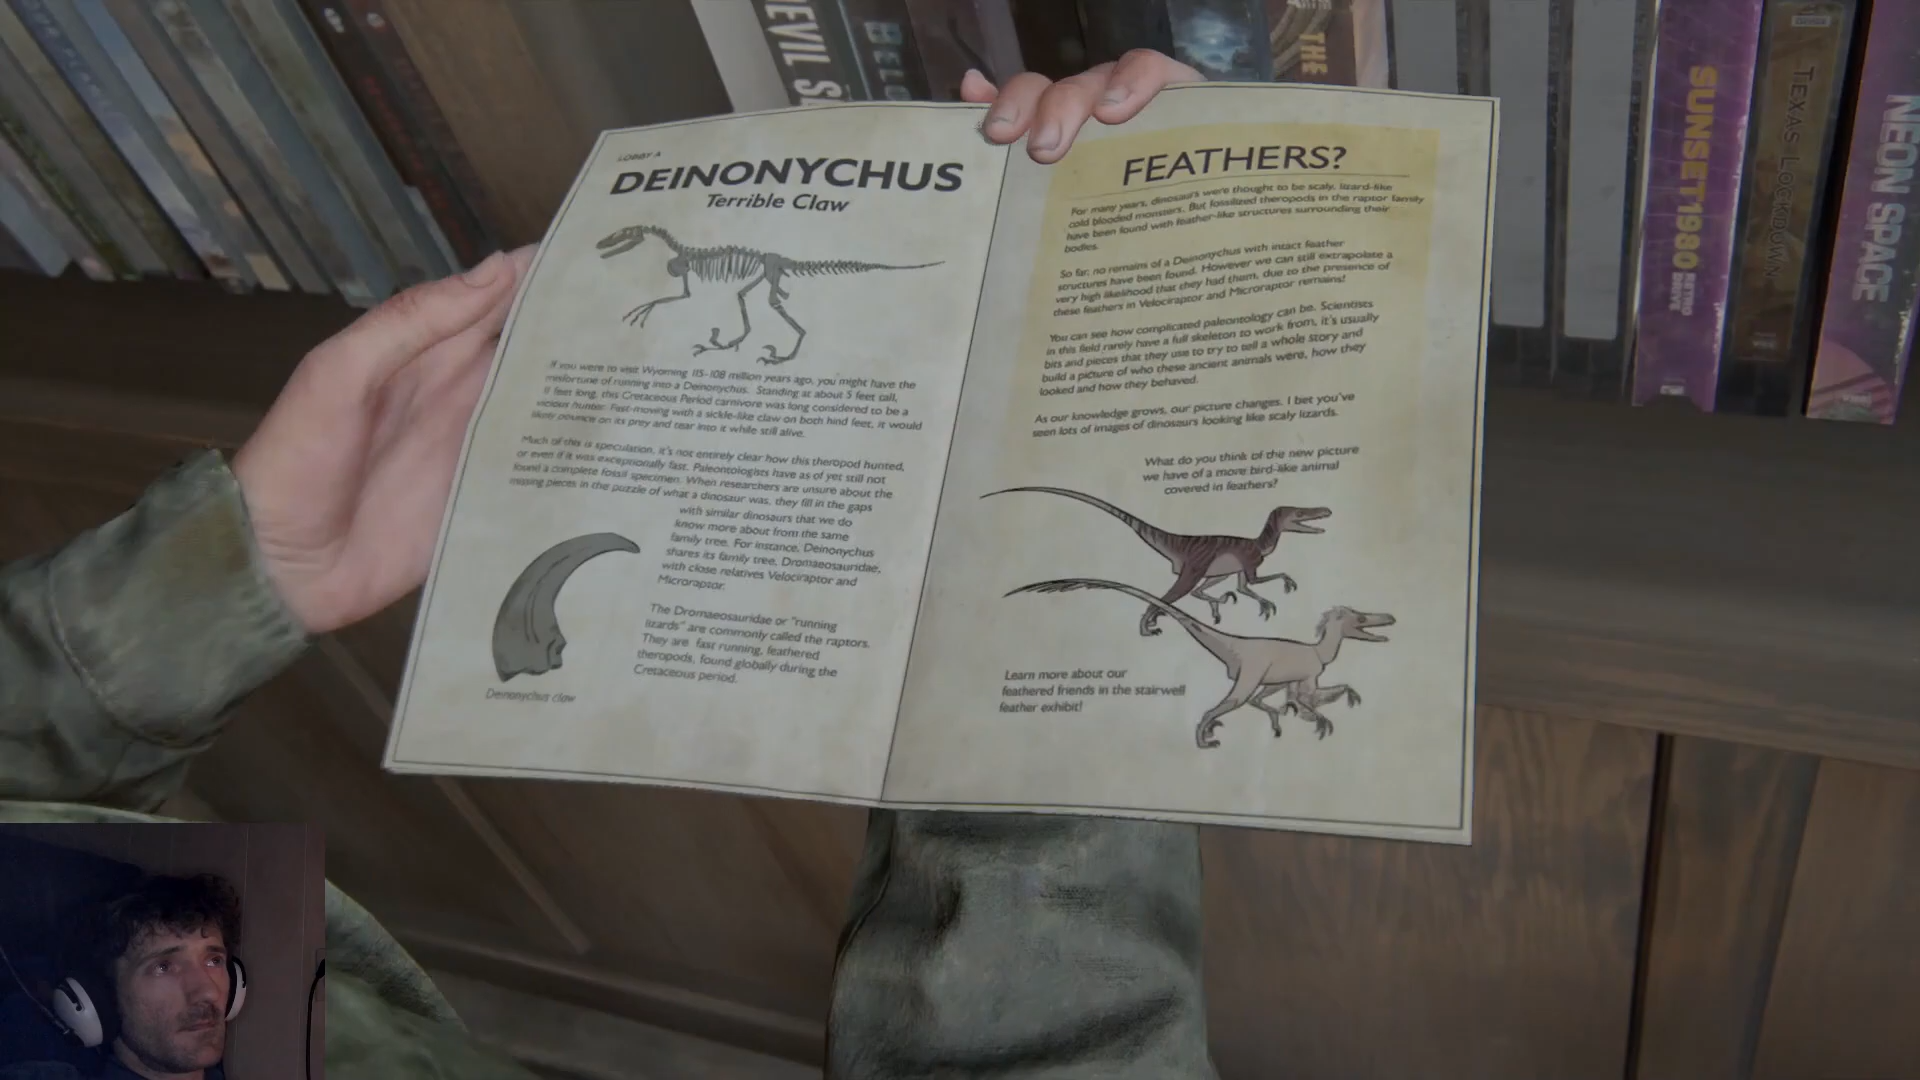 DEVIL S
BELO
THE
SUNSET 1980
RETRO DRIVE
TEXAS LOCKDOWN
NEON SPACE
LOBBY A
DEINONYCHUS
Terrible Claw
If you were to visit Wyoming 115-108 million years ago, you might have the
misfortune of running into a Deinonychus. Standing at about 5 feet tall,
11 feet long, this Cretaceous Period carnivore was long considered to be a
vicious hunter. Fast-moving with a sickle-like claw on both hind feet, it would
likely pounce on its prey and tear into it while still alive.
Much of this is speculation, it's not entirely clear how this theropod hunted,
or even if it was exceptionally fast. Paleontologists have as of yet still not
found a complete fossil specimen. When researchers are unsure about the
missing pieces in the puzzle of what a dinosaur was, they fill in the gaps
with similar dinosaurs that we do
know more about from the same
family tree. For instance, Deinonychus
shares its family tree, Dromaeosauridae,
with close relatives Velociraptor and
Microraptor.
The Dromaeosauridae or "running
lizards" are commonly called the raptors.
They are fast running, feathered
theropods, found globally during the
Cretaceous period.
Deinonychus claw
FEATHERS?
For many years, dinosaur's were thought to be scaly, lizard-like
cold blooded monsters. But fossilized theropods in the raptor family
have been found with feather-like structures surrounding their
bodies.
So far, no remains of a Deinonychus with intact feather
structures have been found. However we can still extrapolate a
very high likelihood that they had them, due to the presence of
these feathers in Velociraptor and Microraptor remains!
You can see how complicated paleontology can be. Scientists
in this field rarely have a full skeleton to work from, it's usually
bits and pieces that they use to try to tell a whole story and
build a picture of who these ancient animals were, how they
looked and how they behaved.
As our knowledge grows, our picture changes. I bet you've
seen lots of images of dinosaurs looking like scaly lizards.
What do you think of the new picture
we have of a more bird-like animal
covered in feathers?
Learn more about our
feathered friends in the stairwell
feather exhibit!